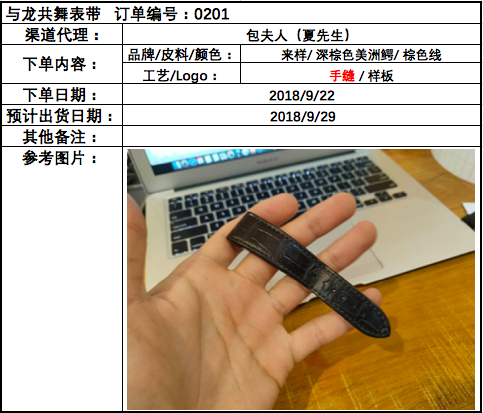 与龙共舞表带 订单编号：0201
渠道代理： 包夫人（夏先生）
下单内容： 品牌/皮料/颜色： 来样/ 深棕色美洲鳄/ 棕色线
工艺/Logo： 手缝 / 样板
下单日期： 2018/9/22
预计出货日期： 2018/9/29
其他备注：
参考图片：